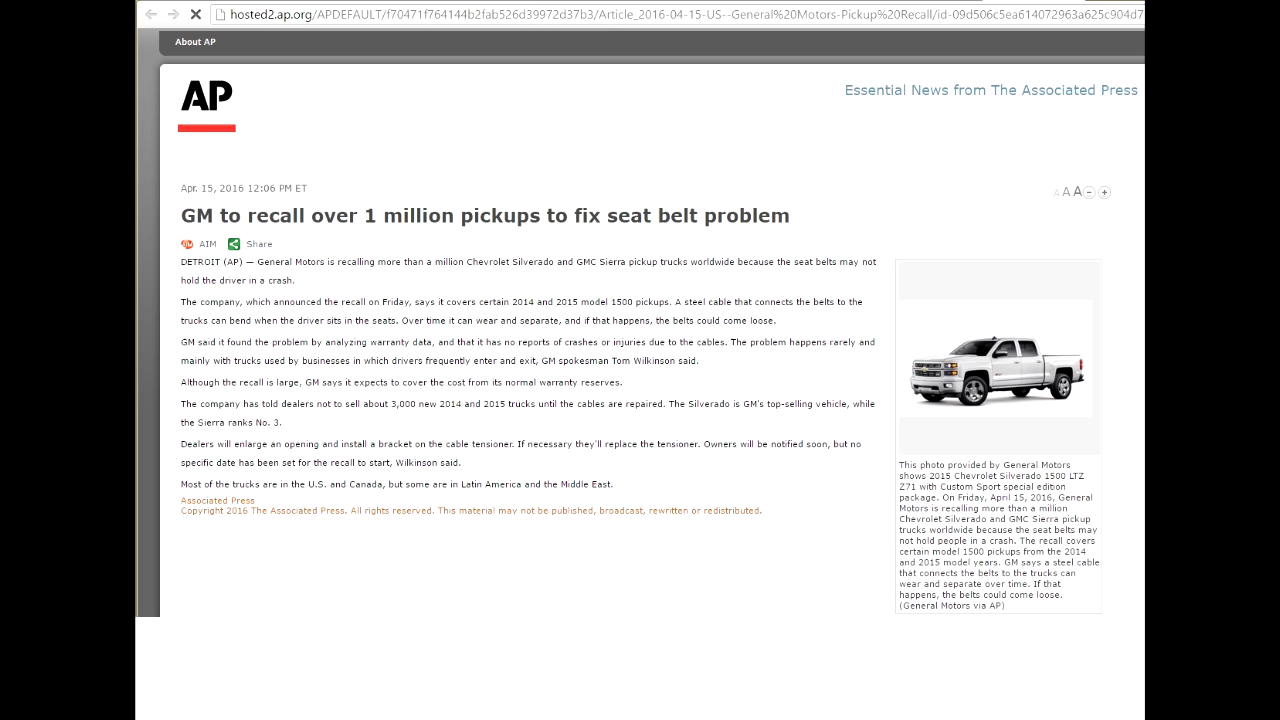 hosted2.ap.org/APDEFAULT/f70471f764144b2fab526d39972d37b3/Article_2016-04-15-US--General%20Motors-Pickup%20Recall/id-09d506c5ea614072963a625c904d7
About AP
AP
Essential News from The Associated Press
Apr. 15, 2016 12:06 PM ET
A A A − +
GM to recall over 1 million pickups to fix seat belt problem
AIM Share
DETROIT (AP) — General Motors is recalling more than a million Chevrolet Silverado and GMC Sierra pickup trucks worldwide because the seat belts may not
hold the driver in a crash.
The company, which announced the recall on Friday, says it covers certain 2014 and 2015 model 1500 pickups. A steel cable that connects the belts to the
trucks can bend when the driver sits in the seats. Over time it can wear and separate, and if that happens, the belts could come loose.
GM said it found the problem by analyzing warranty data, and that it has no reports of crashes or injuries due to the cables. The problem happens rarely and
mainly with trucks used by businesses in which drivers frequently enter and exit, GM spokesman Tom Wilkinson said.
Although the recall is large, GM says it expects to cover the cost from its normal warranty reserves.
The company has told dealers not to sell about 3,000 new 2014 and 2015 trucks until the cables are repaired. The Silverado is GM's top-selling vehicle, while
the Sierra ranks No. 3.
Dealers will enlarge an opening and install a bracket on the cable tensioner. If necessary they'll replace the tensioner. Owners will be notified soon, but no
specific date has been set for the recall to start, Wilkinson said.
Most of the trucks are in the U.S. and Canada, but some are in Latin America and the Middle East.
Associated Press
Copyright 2016 The Associated Press. All rights reserved. This material may not be published, broadcast, rewritten or redistributed.
This photo provided by General Motors
shows 2015 Chevrolet Silverado 1500 LTZ
Z71 with Custom Sport special edition
package. On Friday, April 15, 2016, General
Motors is recalling more than a million
Chevrolet Silverado and GMC Sierra pickup
trucks worldwide because the seat belts may
not hold people in a crash. The recall covers
certain model 1500 pickups from the 2014
and 2015 model years. GM says a steel cable
that connects the belts to the trucks can
wear and separate over time. If that
happens, the belts could come loose.
(General Motors via AP)